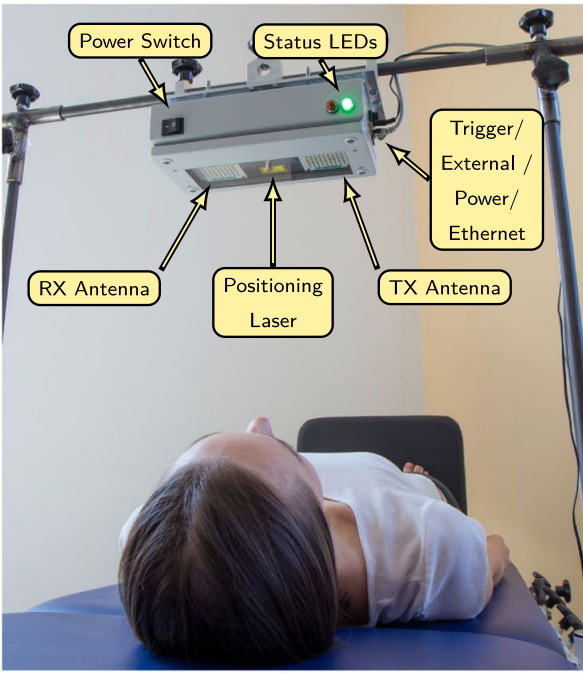 Power Switch
Status LEDs
Trigger/
External /
Power/
Ethernet
RX Antenna
Positioning
Laser
TX Antenna